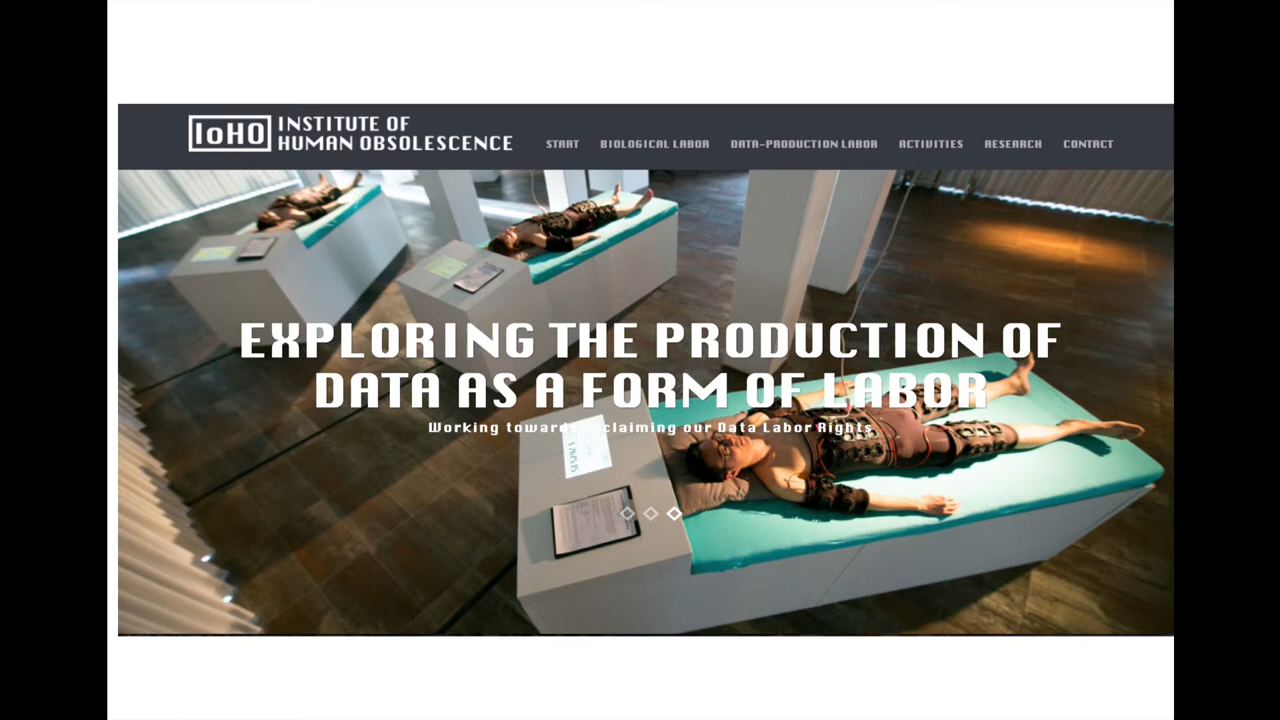 IoHO
INSTITUTE OF
HUMAN OBSOLESCENCE
START BIOLOGICAL LABOR DATA-PRODUCTION LABOR ACTIVITIES RESEARCH CONTACT
EXPLORING THE PRODUCTION OF
DATA AS A FORM OF LABOR
Working towards reclaiming our Data Labor Rights